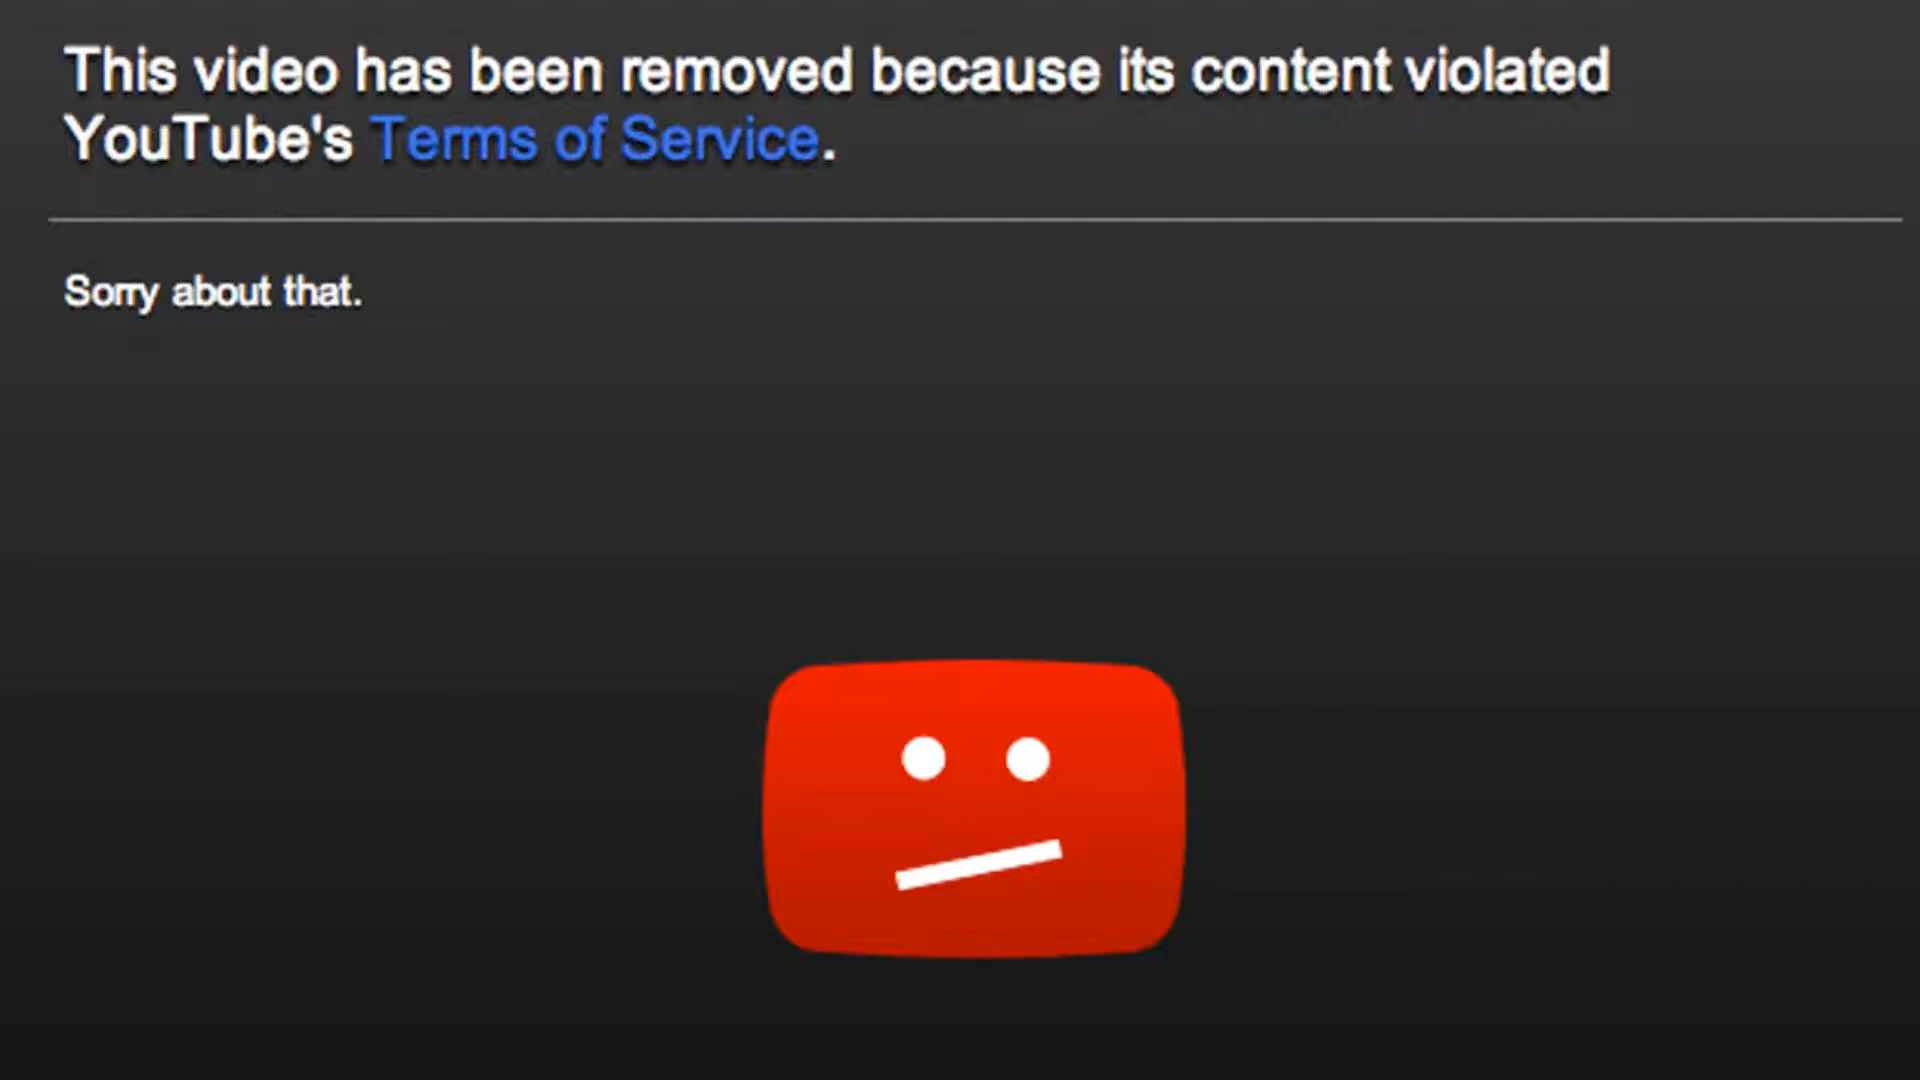 This video has been removed because its content violated
YouTube's Terms of Service.
Sorry about that.